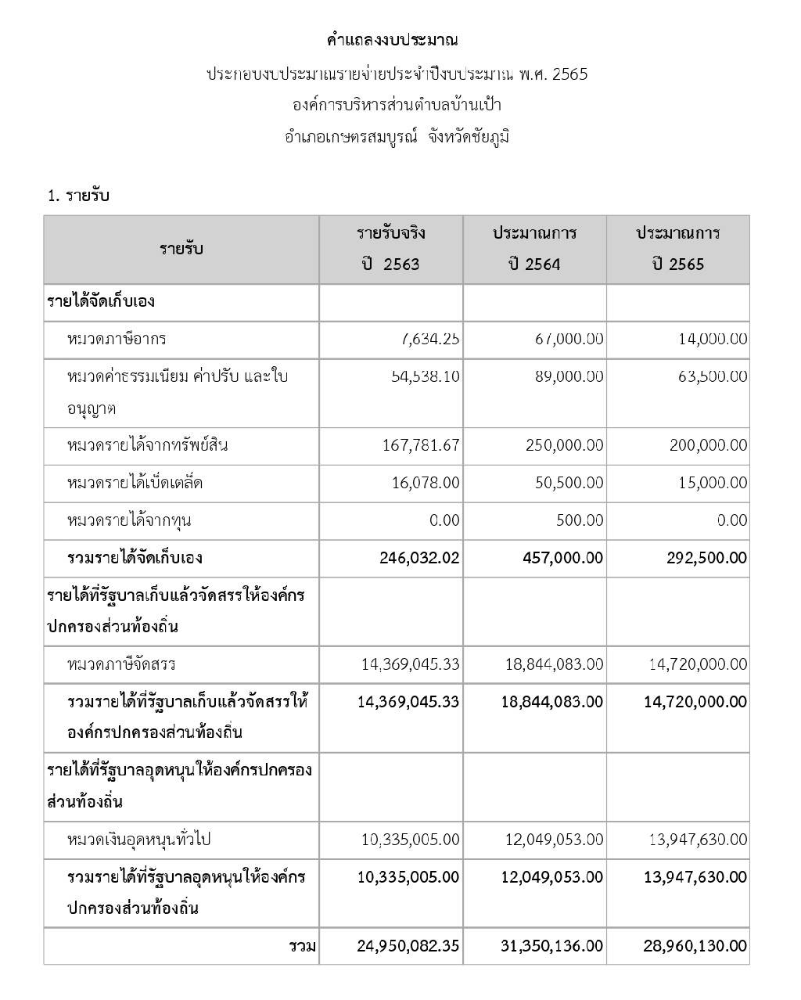 คำแถลงงบประมาณ
ประกอบงบประมาณรายจ่ายประจำปีงบประมาณ พ.ศ. 2565
องค์การบริหารส่วนตำบลบ้านเป้า
อำเภอเกษตรสมบูรณ์ จังหวัดชัยภูมิ
1. รายรับ
รายรับ รายรับจริง ประมาณการ ประมาณการ
ปี 2563 ปี 2564 ปี 2565
รายได้จัดเก็บเอง
หมวดภาษีอากร 7,634.25 67,000.00 14,000.00
หมวดค่าธรรมเนียม ค่าปรับ และใบ 54,538.10 89,000.00 63,500.00
อนุญาต
หมวดรายได้จากทรัพย์สิน 167,781.67 250,000.00 200,000.00
หมวดรายได้เบ็ดเตล็ด 16,078.00 50,500.00 15,000.00
หมวดรายได้จากทุน 0.00 500.00 0.00
รวมรายได้จัดเก็บเอง 246,032.02 457,000.00 292,500.00
รายได้ที่รัฐบาลเก็บแล้วจัดสรรให้องค์กร
ปกครองส่วนท้องถิ่น
หมวดภาษีจัดสรร 14,369,045.33 18,844,083.00 14,720,000.00
รวมรายได้ที่รัฐบาลเก็บแล้วจัดสรรให้ 14,369,045.33 18,844,083.00 14,720,000.00
องค์กรปกครองส่วนท้องถิ่น
รายได้ที่รัฐบาลอุดหนุนให้องค์กรปกครอง
ส่วนท้องถิ่น
หมวดเงินอุดหนุนทั่วไป 10,335,005.00 12,049,053.00 13,947,630.00
รวมรายได้ที่รัฐบาลอุดหนุนให้องค์กร 10,335,005.00 12,049,053.00 13,947,630.00
ปกครองส่วนท้องถิ่น
รวม 24,950,082.35 31,350,136.00 28,960,130.00